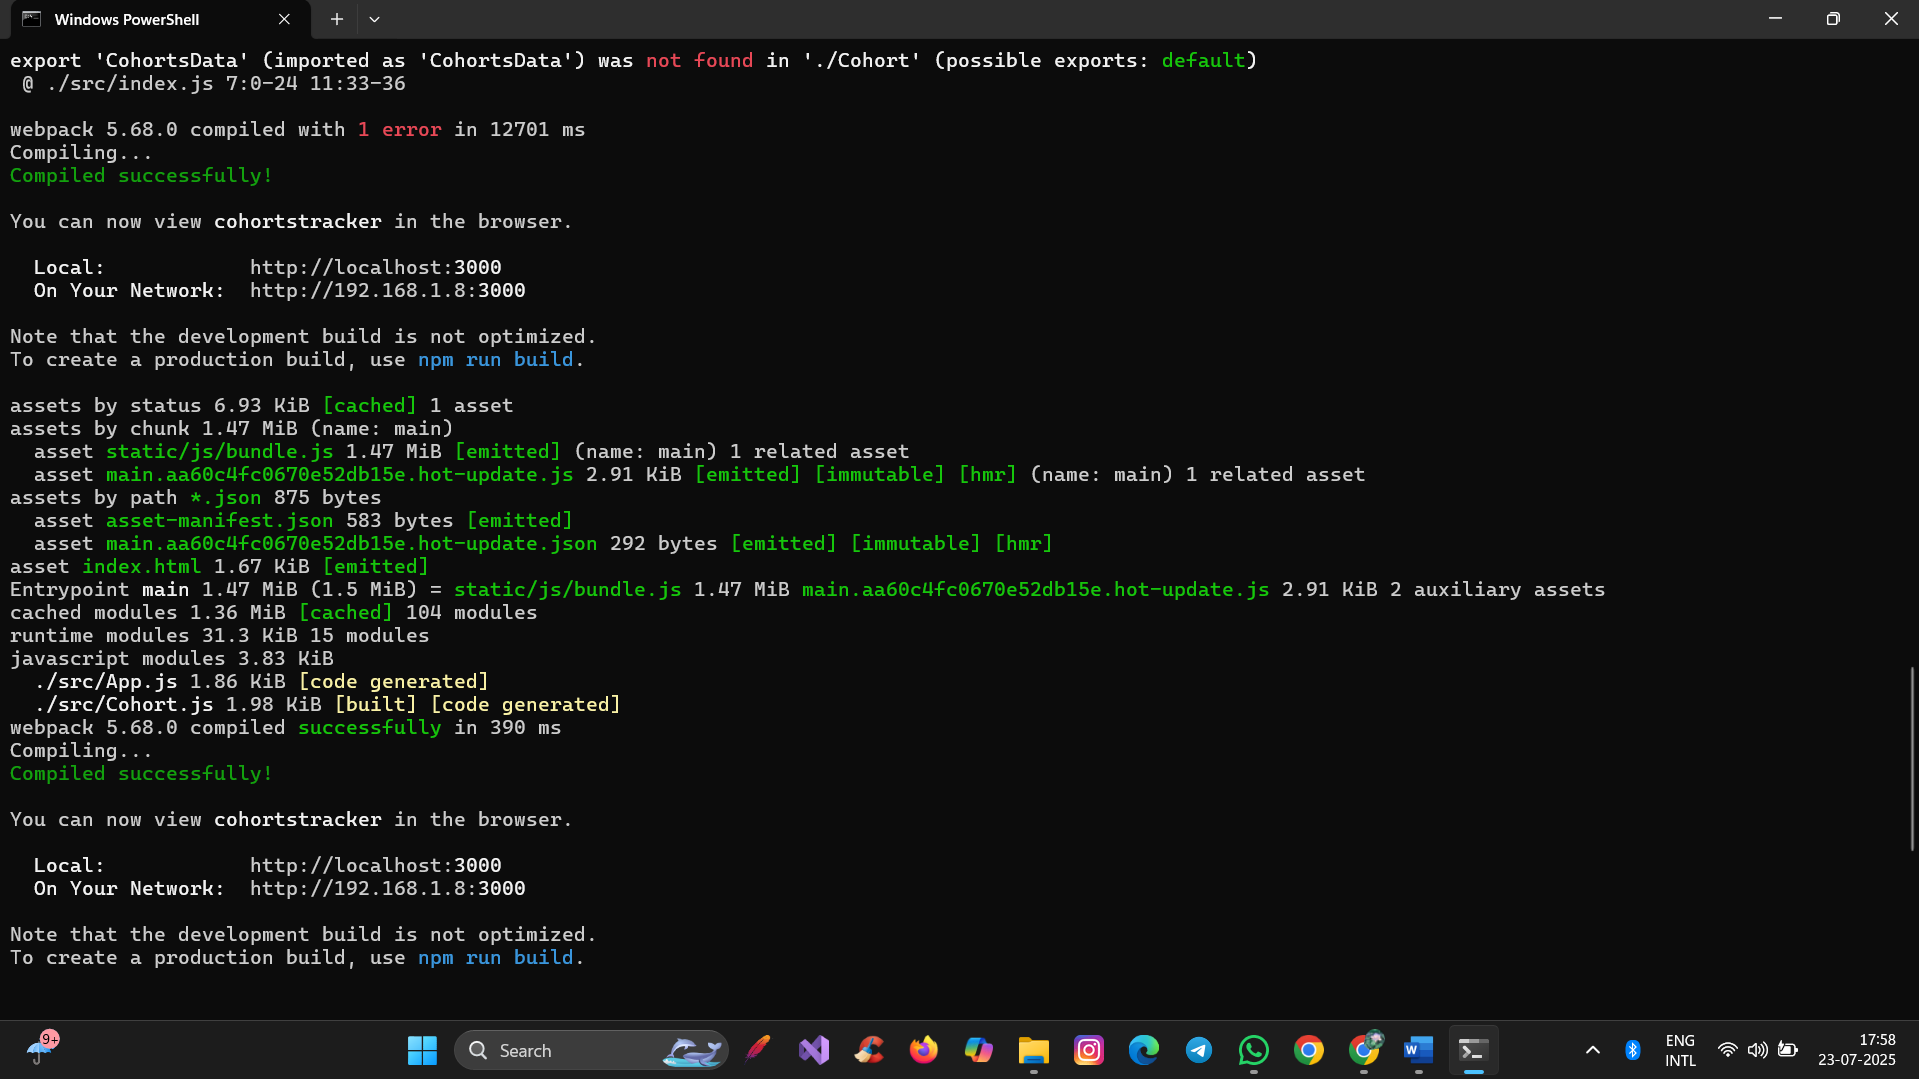 Windows PowerShell
export 'CohortsData' (imported as 'CohortsData') was not found in './Cohort' (possible exports: default)
@ ./src/index.js 7:0-24 11:33-36
webpack 5.68.0 compiled with 1 error in 12701 ms
Compiling...
Compiled successfully!
You can now view cohortstracker in the browser.
Local: http://localhost:3000
On Your Network: http://192.168.1.8:3000
Note that the development build is not optimized.
To create a production build, use npm run build.
assets by status 6.93 KiB [cached] 1 asset
assets by chunk 1.47 MiB (name: main)
asset static/js/bundle.js 1.47 MiB [emitted] (name: main) 1 related asset
asset main.aa60c4fc0670e52db15e.hot-update.js 2.91 KiB [emitted] [immutable] [hmr] (name: main) 1 related asset
assets by path *.json 875 bytes
asset asset-manifest.json 583 bytes [emitted]
asset main.aa60c4fc0670e52db15e.hot-update.json 292 bytes [emitted] [immutable] [hmr]
asset index.html 1.67 KiB [emitted]
Entrypoint main 1.47 MiB (1.5 MiB) = static/js/bundle.js 1.47 MiB main.aa60c4fc0670e52db15e.hot-update.js 2.91 KiB 2 auxiliary assets
cached modules 1.36 MiB [cached] 104 modules
runtime modules 31.3 KiB 15 modules
javascript modules 3.83 KiB
./src/App.js 1.86 KiB [code generated]
./src/Cohort.js 1.98 KiB [built] [code generated]
webpack 5.68.0 compiled successfully in 390 ms
Compiling...
Compiled successfully!
You can now view cohortstracker in the browser.
Local: http://localhost:3000
On Your Network: http://192.168.1.8:3000
Note that the development build is not optimized.
To create a production build, use npm run build.
9+
Search
W
ENG
INTL
17:58
23-07-2025